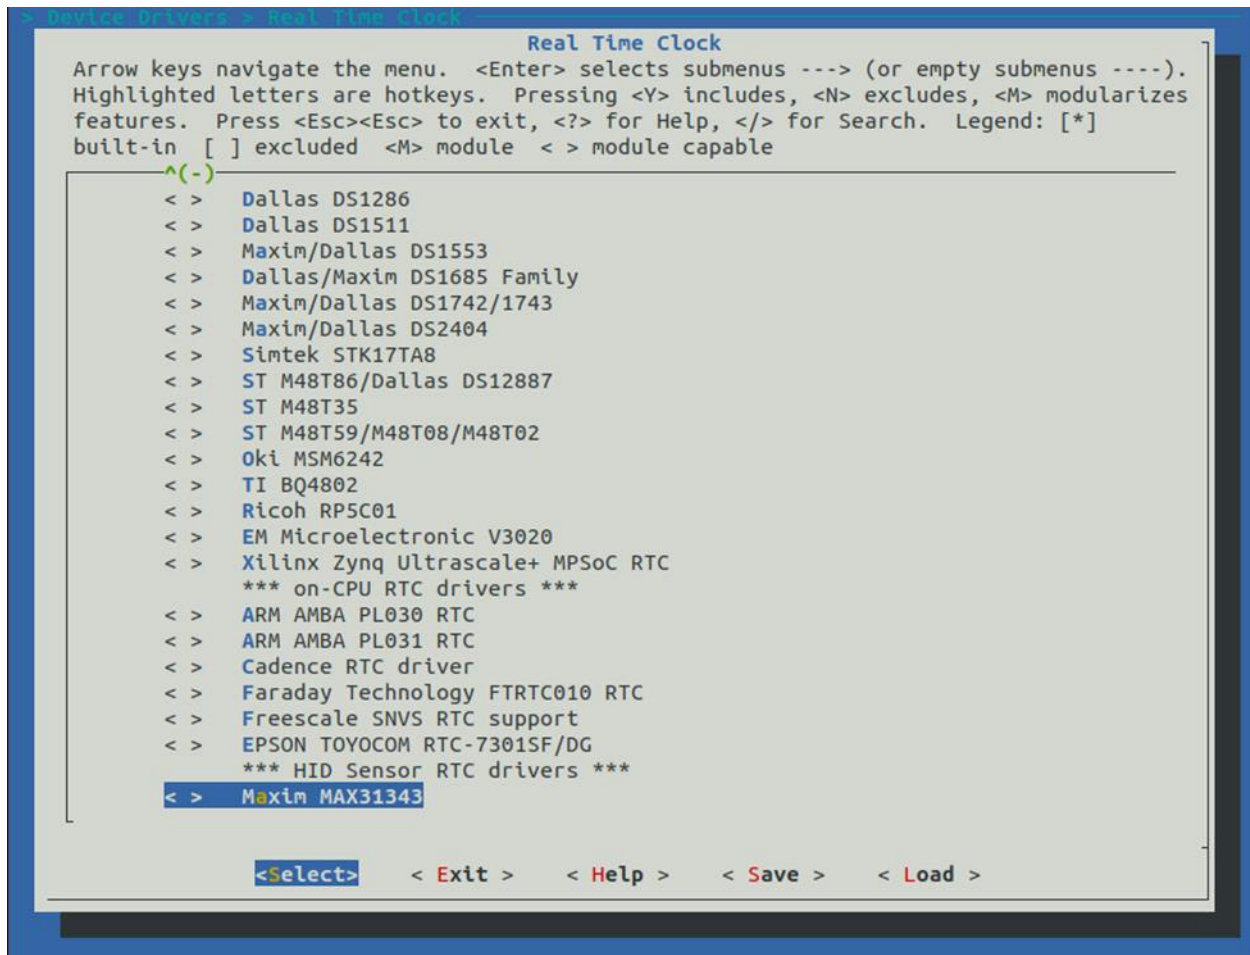 > Device Drivers > Real Time Clock
Real Time Clock
Arrow keys navigate the menu.  <Enter> selects submenus ---> (or empty submenus ----).
Highlighted letters are hotkeys.  Pressing <Y> includes, <N> excludes, <M> modularizes
features.  Press <Esc><Esc> to exit, <?> for Help, </> for Search.  Legend: [*]
built-in  [ ] excluded  <M> module  < > module capable
^(-)
< >   Dallas DS1286
< >   Dallas DS1511
< >   Maxim/Dallas DS1553
< >   Dallas/Maxim DS1685 Family
< >   Maxim/Dallas DS1742/1743
< >   Maxim/Dallas DS2404
< >   Simtek STK17TA8
< >   ST M48T86/Dallas DS12887
< >   ST M48T35
< >   ST M48T59/M48T08/M48T02
< >   Oki MSM6242
< >   TI BQ4802
< >   Ricoh RP5C01
< >   EM Microelectronic V3020
< >   Xilinx Zynq Ultrascale+ MPSoC RTC
*** on-CPU RTC drivers ***
< >   ARM AMBA PL030 RTC
< >   ARM AMBA PL031 RTC
< >   Cadence RTC driver
< >   Faraday Technology FTRTC010 RTC
< >   Freescale SNVS RTC support
< >   EPSON TOYOCOM RTC-7301SF/DG
*** HID Sensor RTC drivers ***
< >   Maxim MAX31343
<Select>    < Exit >    < Help >    < Save >    < Load >